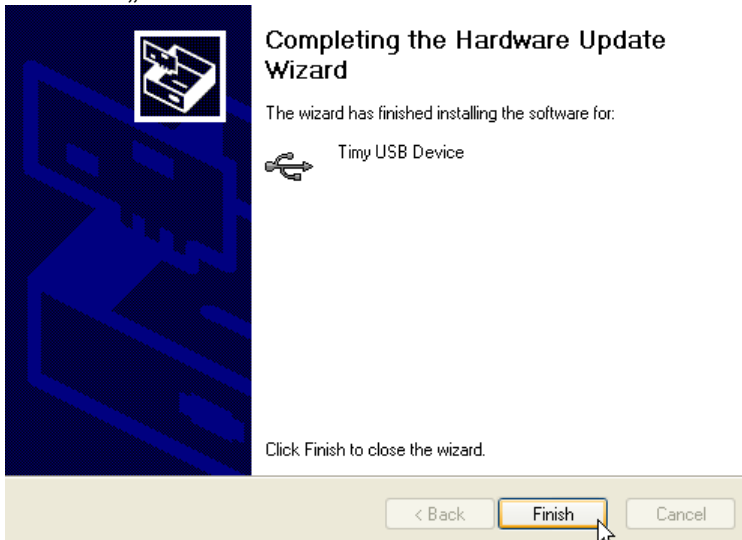 „
Completing the Hardware Update
Wizard
The wizard has finished installing the software for:
Timy USB Device
Click Finish to close the wizard.
< Back Finish Cancel